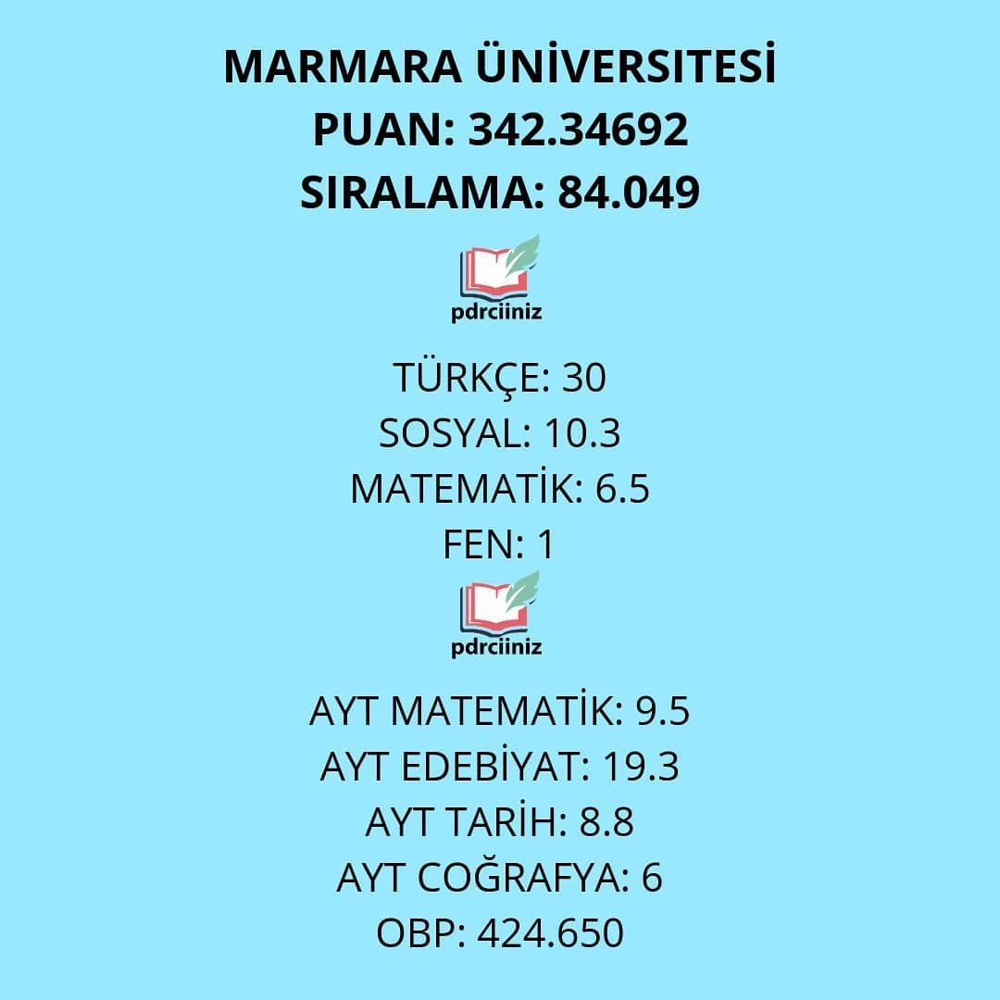 MARMARA ÜNİVERSITESİ
PUAN: 342.34692
SIRALAMA: 84.049
pdrciiniz
TÜRKÇE: 30
SOSYAL: 10.3
MATEMATİK: 6.5
FEN: 1
pdrciiniz
AYT MATEMATİK: 9.5
AYT EDEBİYAT: 19.3
AYT TARİH: 8.8
AYT COĞRAFYA: 6
OBP: 424.650